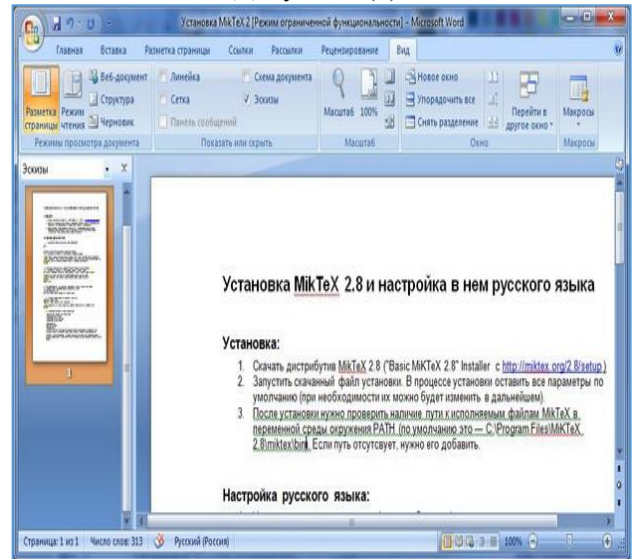 Установка MikTeX 2 [Режим ограниченной функциональности] - Microsoft Word
Главная Вставка Разметка страницы Ссылки Рассылки Рецензирование Вид
Разметка страницы
Режим чтения
Веб-документ
Структура
Черновик
Режимы просмотра документа
Линейка
Сетка
Панель сообщений
Схема документа
Эскизы
Показать или скрыть
Масштаб 100%
Масштаб
Новое окно
Упорядочить все
Снять разделение
Перейти в другое окно
Окно
Макросы
Макросы
Эскизы
1
Установка MikTeX 2.8 и настройка в нем русского языка
Установка:
1. Скачать дистрибутив MikTeX 2.8 ("Basic MiKTeX 2.8" Installer с http://miktex.org/2.8/setup )
2. Запустить скачанный файл установки. В процессе установки оставить все параметры по
умолчанию (при необходимости их можно будет изменить в дальнейшем).
3. После установки нужно проверить наличие пути к исполняемым файлам MikTeX в
переменной среды окружения PATH (по умолчанию это — C:\Program Files\MiKTeX
2.8\miktex\bin). Если путь отсутсвует, нужно его добавить.
Настройка русского языка:
Страница: 1 из 1 Число слов: 313 Русский (Россия) 100%